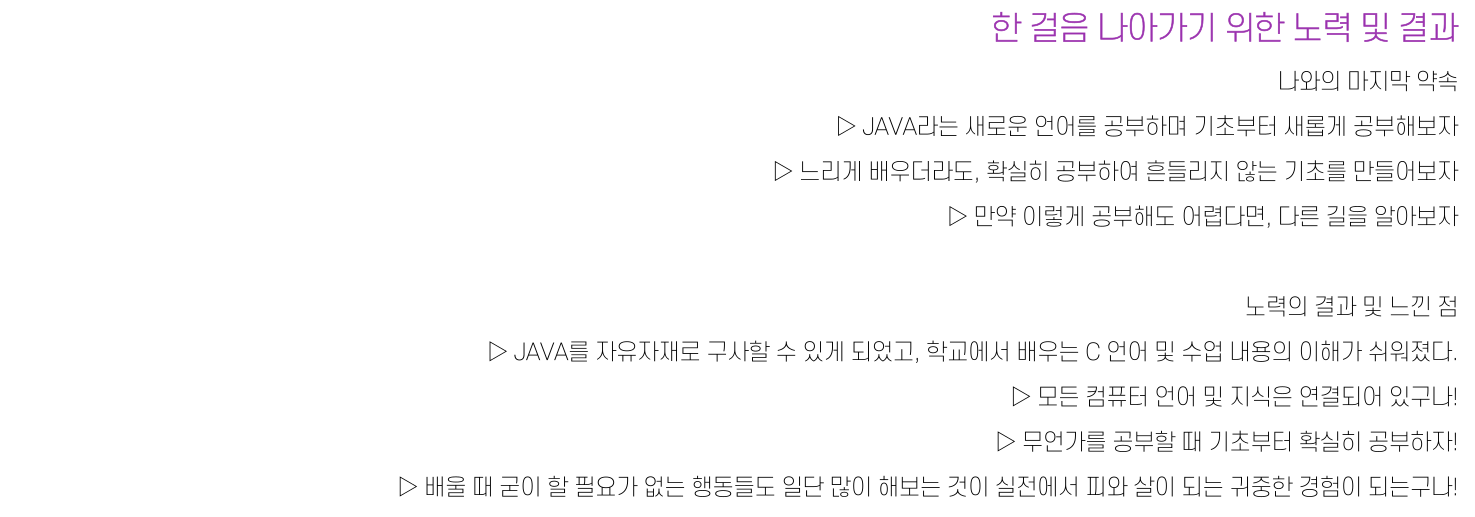 한 걸음 나아가기 위한 노력 및 결과
나와의 마지막 약속
▷ JAVA라는 새로운 언어를 공부하며 기초부터 새롭게 공부해보자
▷ 느리게 배우더라도, 확실히 공부하여 흔들리지 않는 기초를 만들어보자
▷ 만약 이렇게 공부해도 어렵다면, 다른 길을 알아보자
노력의 결과 및 느낀 점
▷ JAVA를 자유자재로 구사할 수 있게 되었고, 학교에서 배우는 C 언어 및 수업 내용의 이해가 쉬워졌다.
▷ 모든 컴퓨터 언어 및 지식은 연결되어 있구나!
▷ 무언가를 공부할 때 기초부터 확실히 공부하자!
▷ 배울 때 굳이 할 필요가 없는 행동들도 일단 많이 해보는 것이 실전에서 피와 살이 되는 귀중한 경험이 되는구나!